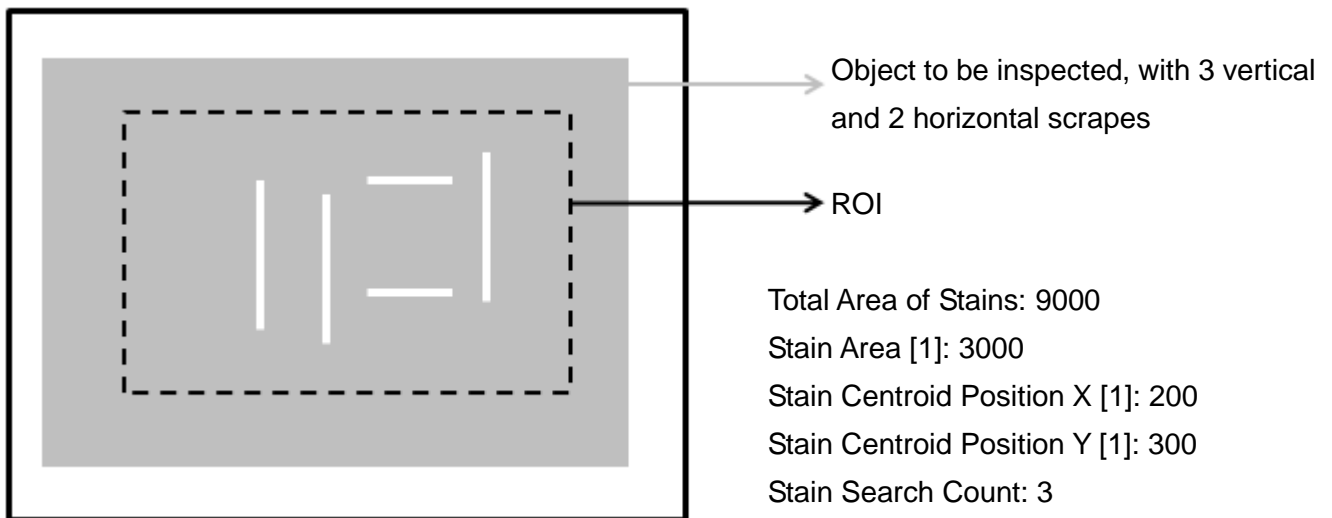 Object to be inspected, with 3 vertical
and 2 horizontal scrapes
ROI
Total Area of Stains: 9000
Stain Area [1]: 3000
Stain Centroid Position X [1]: 200
Stain Centroid Position Y [1]: 300
Stain Search Count: 3